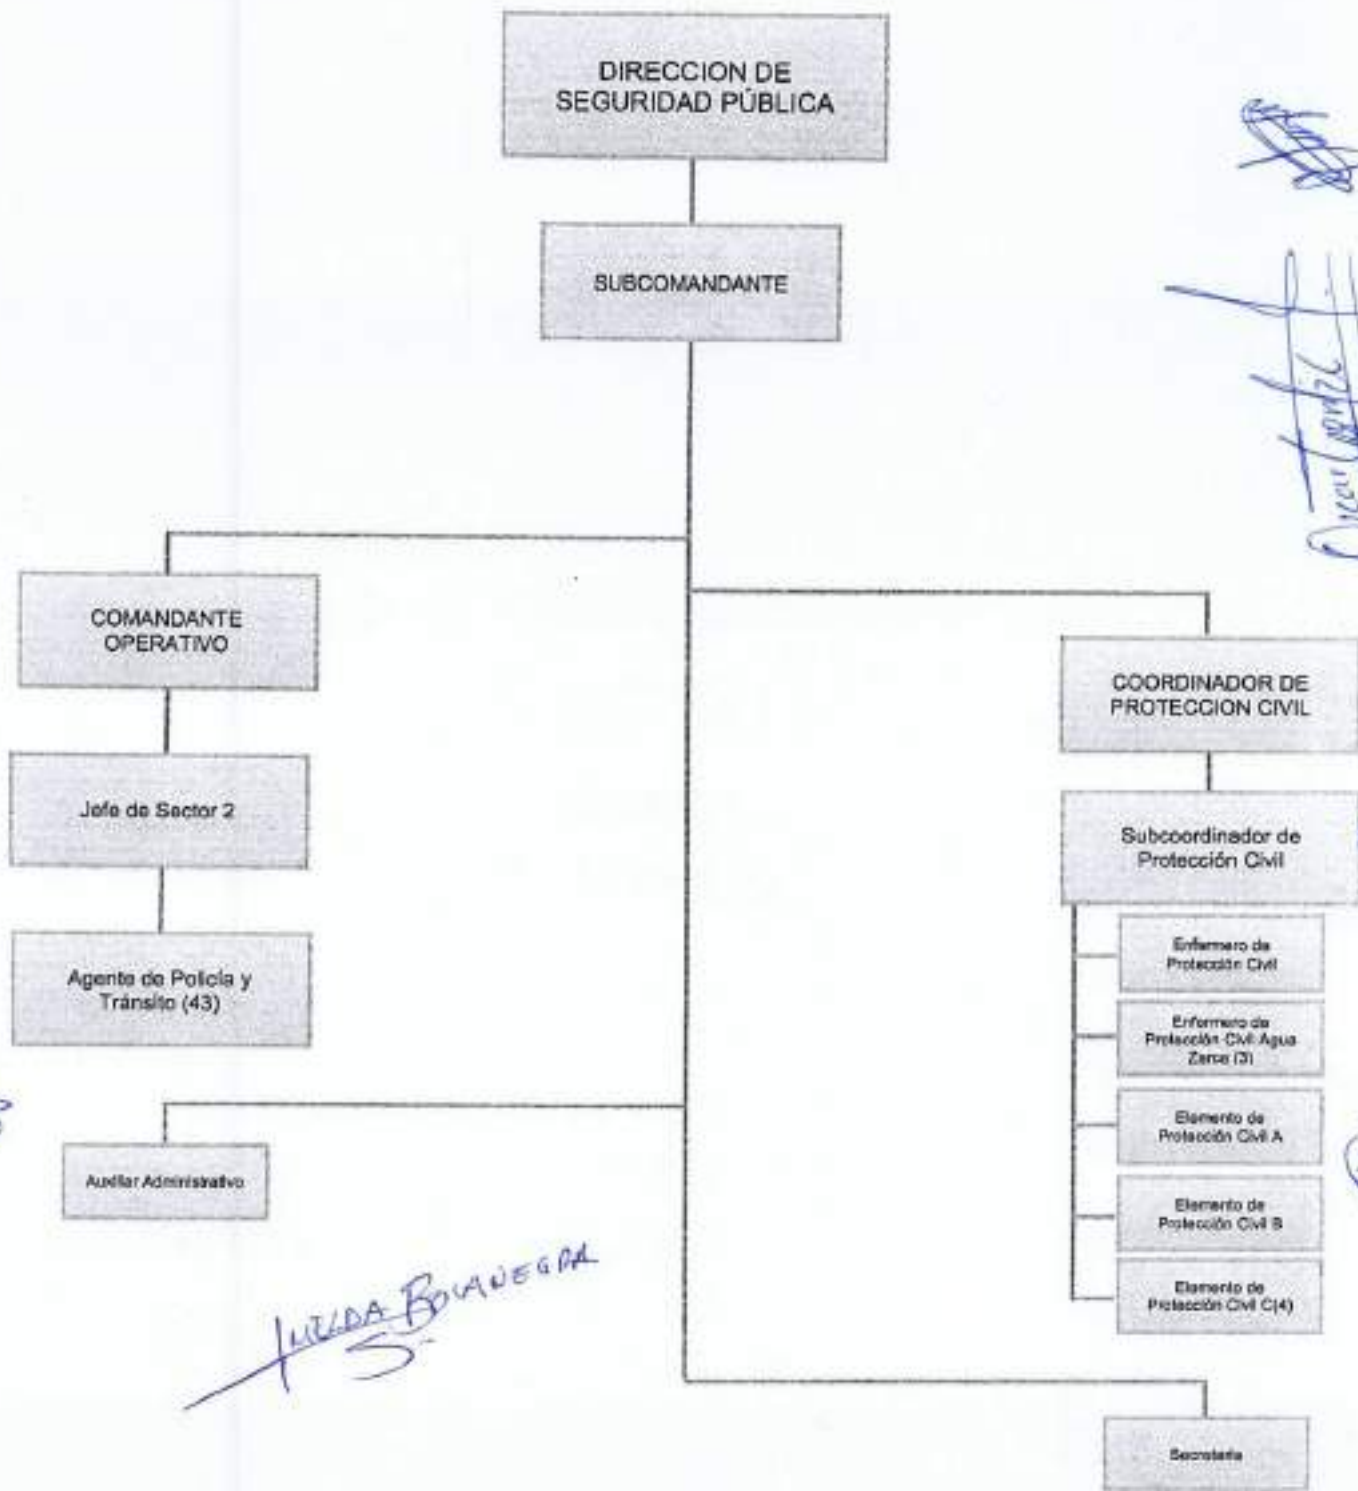 DIRECCION DE
SEGURIDAD PÚBLICA
SUBCOMANDANTE
COMANDANTE
OPERATIVO
COORDINADOR DE
PROTECCION CIVIL
Jefe de Sector 2
Subcoordinador de
Protección Civil
Agente de Policía y
Tránsito (43)
Enfermero de
Protección Civil
Enfermero de
Protección Civil Agua
Zarca (3)
Elemento de
Protección Civil A
Auxiliar Administrativo
Elemento de
Protección Civil B
Elemento de
Protección Civil C(4)
Secretaria